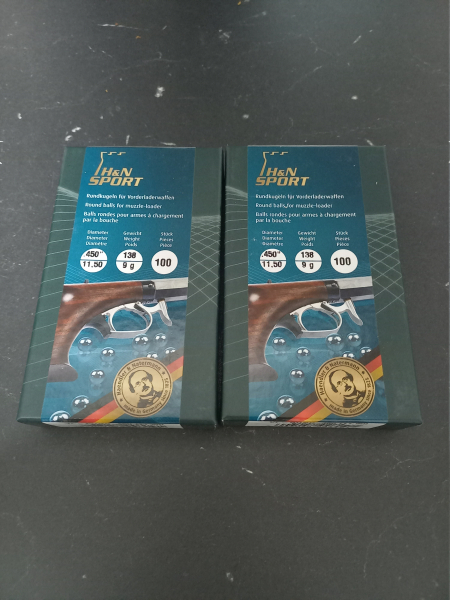 H&N
SPORT
Rundkugeln für Vorderladerwaffen
Round balls for muzzle-loader
Balls rondes pour armes à chargement
par la bouche
Diameter Gewicht Stück
Diameter Weight Pieces
Diamètre Poids Pièce
.450" 138 100
11.50 9 g
H&N
SPORT
Rundkugeln für Vorderladerwaffen
Round balls for muzzle-loader
Balls rondes pour armes à chargement
par la bouche
Diameter Gewicht Stück
Diameter Weight Pieces
Diamètre Poids Pièce
.450" 138 100
11.50 9 g